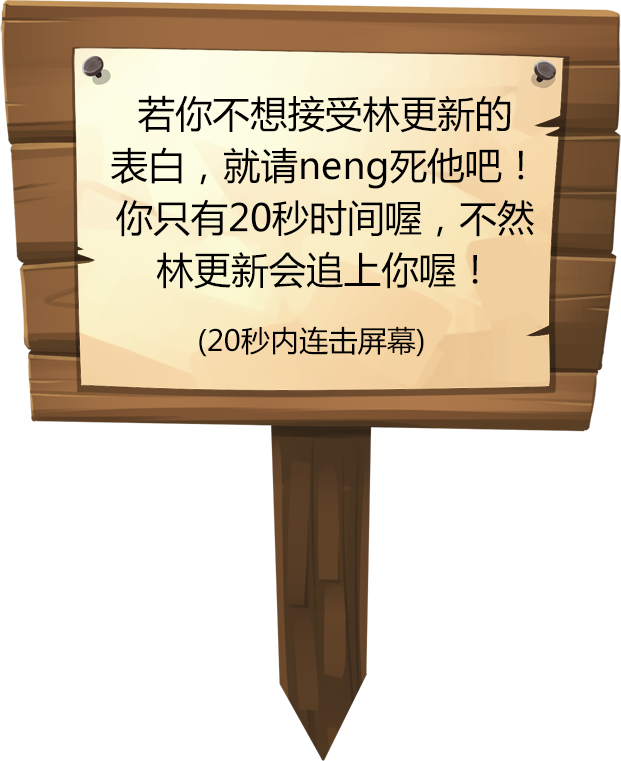 若你不想接受林更新的
表白，就请neng死他吧！
你只有20秒时间喔，不然
林更新会追上你喔！
(20秒内连击屏幕)